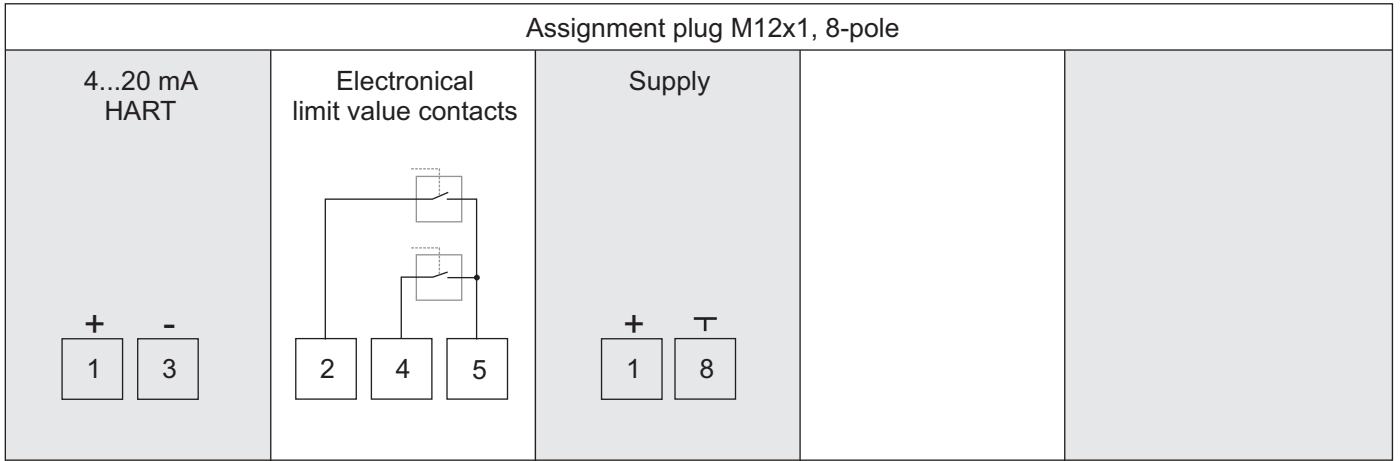 Assignment plug M12x1, 8-pole
4...20 mA
HART
+ -
1 3
Electronical
limit value contacts
2 4 5
Supply
+
1 8